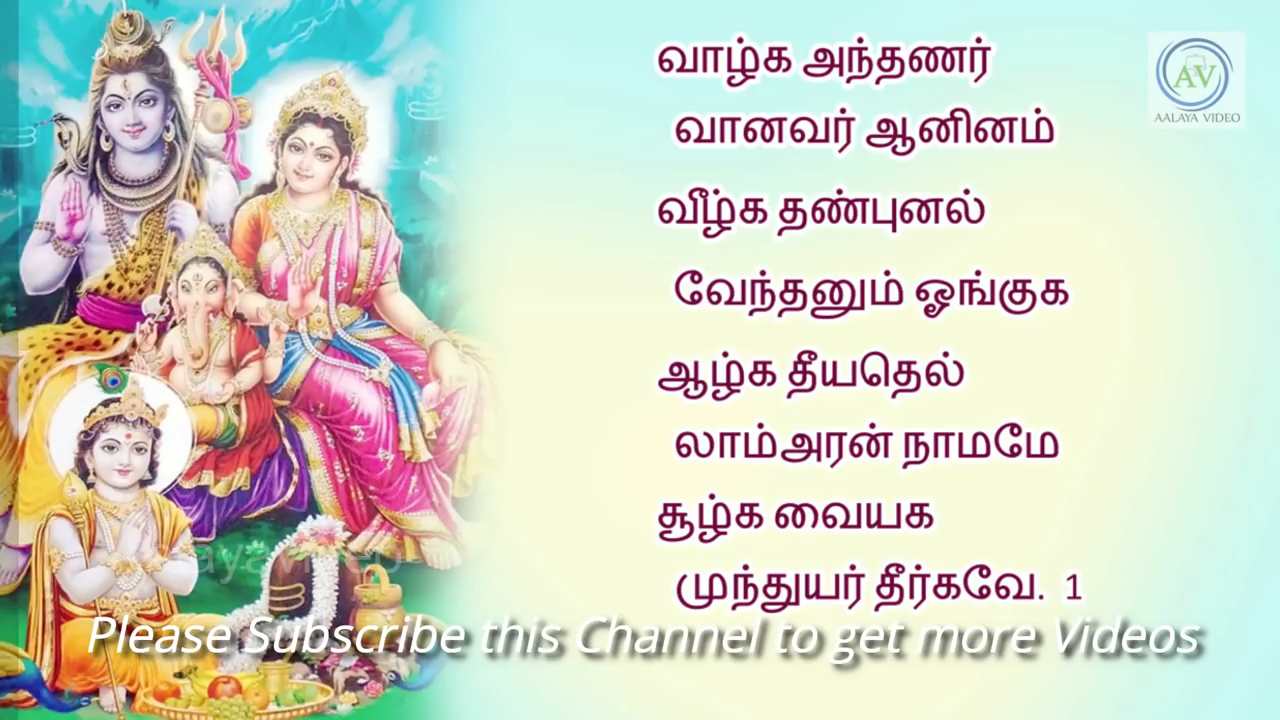 வாழ்க அந்தணர்
வானவர் ஆனினம்
வீழ்க தண்புனல்
வேந்தனும் ஓங்குக
ஆழ்க தீயதெல்
லாம்அரன் நாமமே
சூழ்க வையக
முந்துயர் தீர்கவே. 1
AV
AALAYA VIDEO
alayavideo
Please Subscribe this Channel to get more Videos